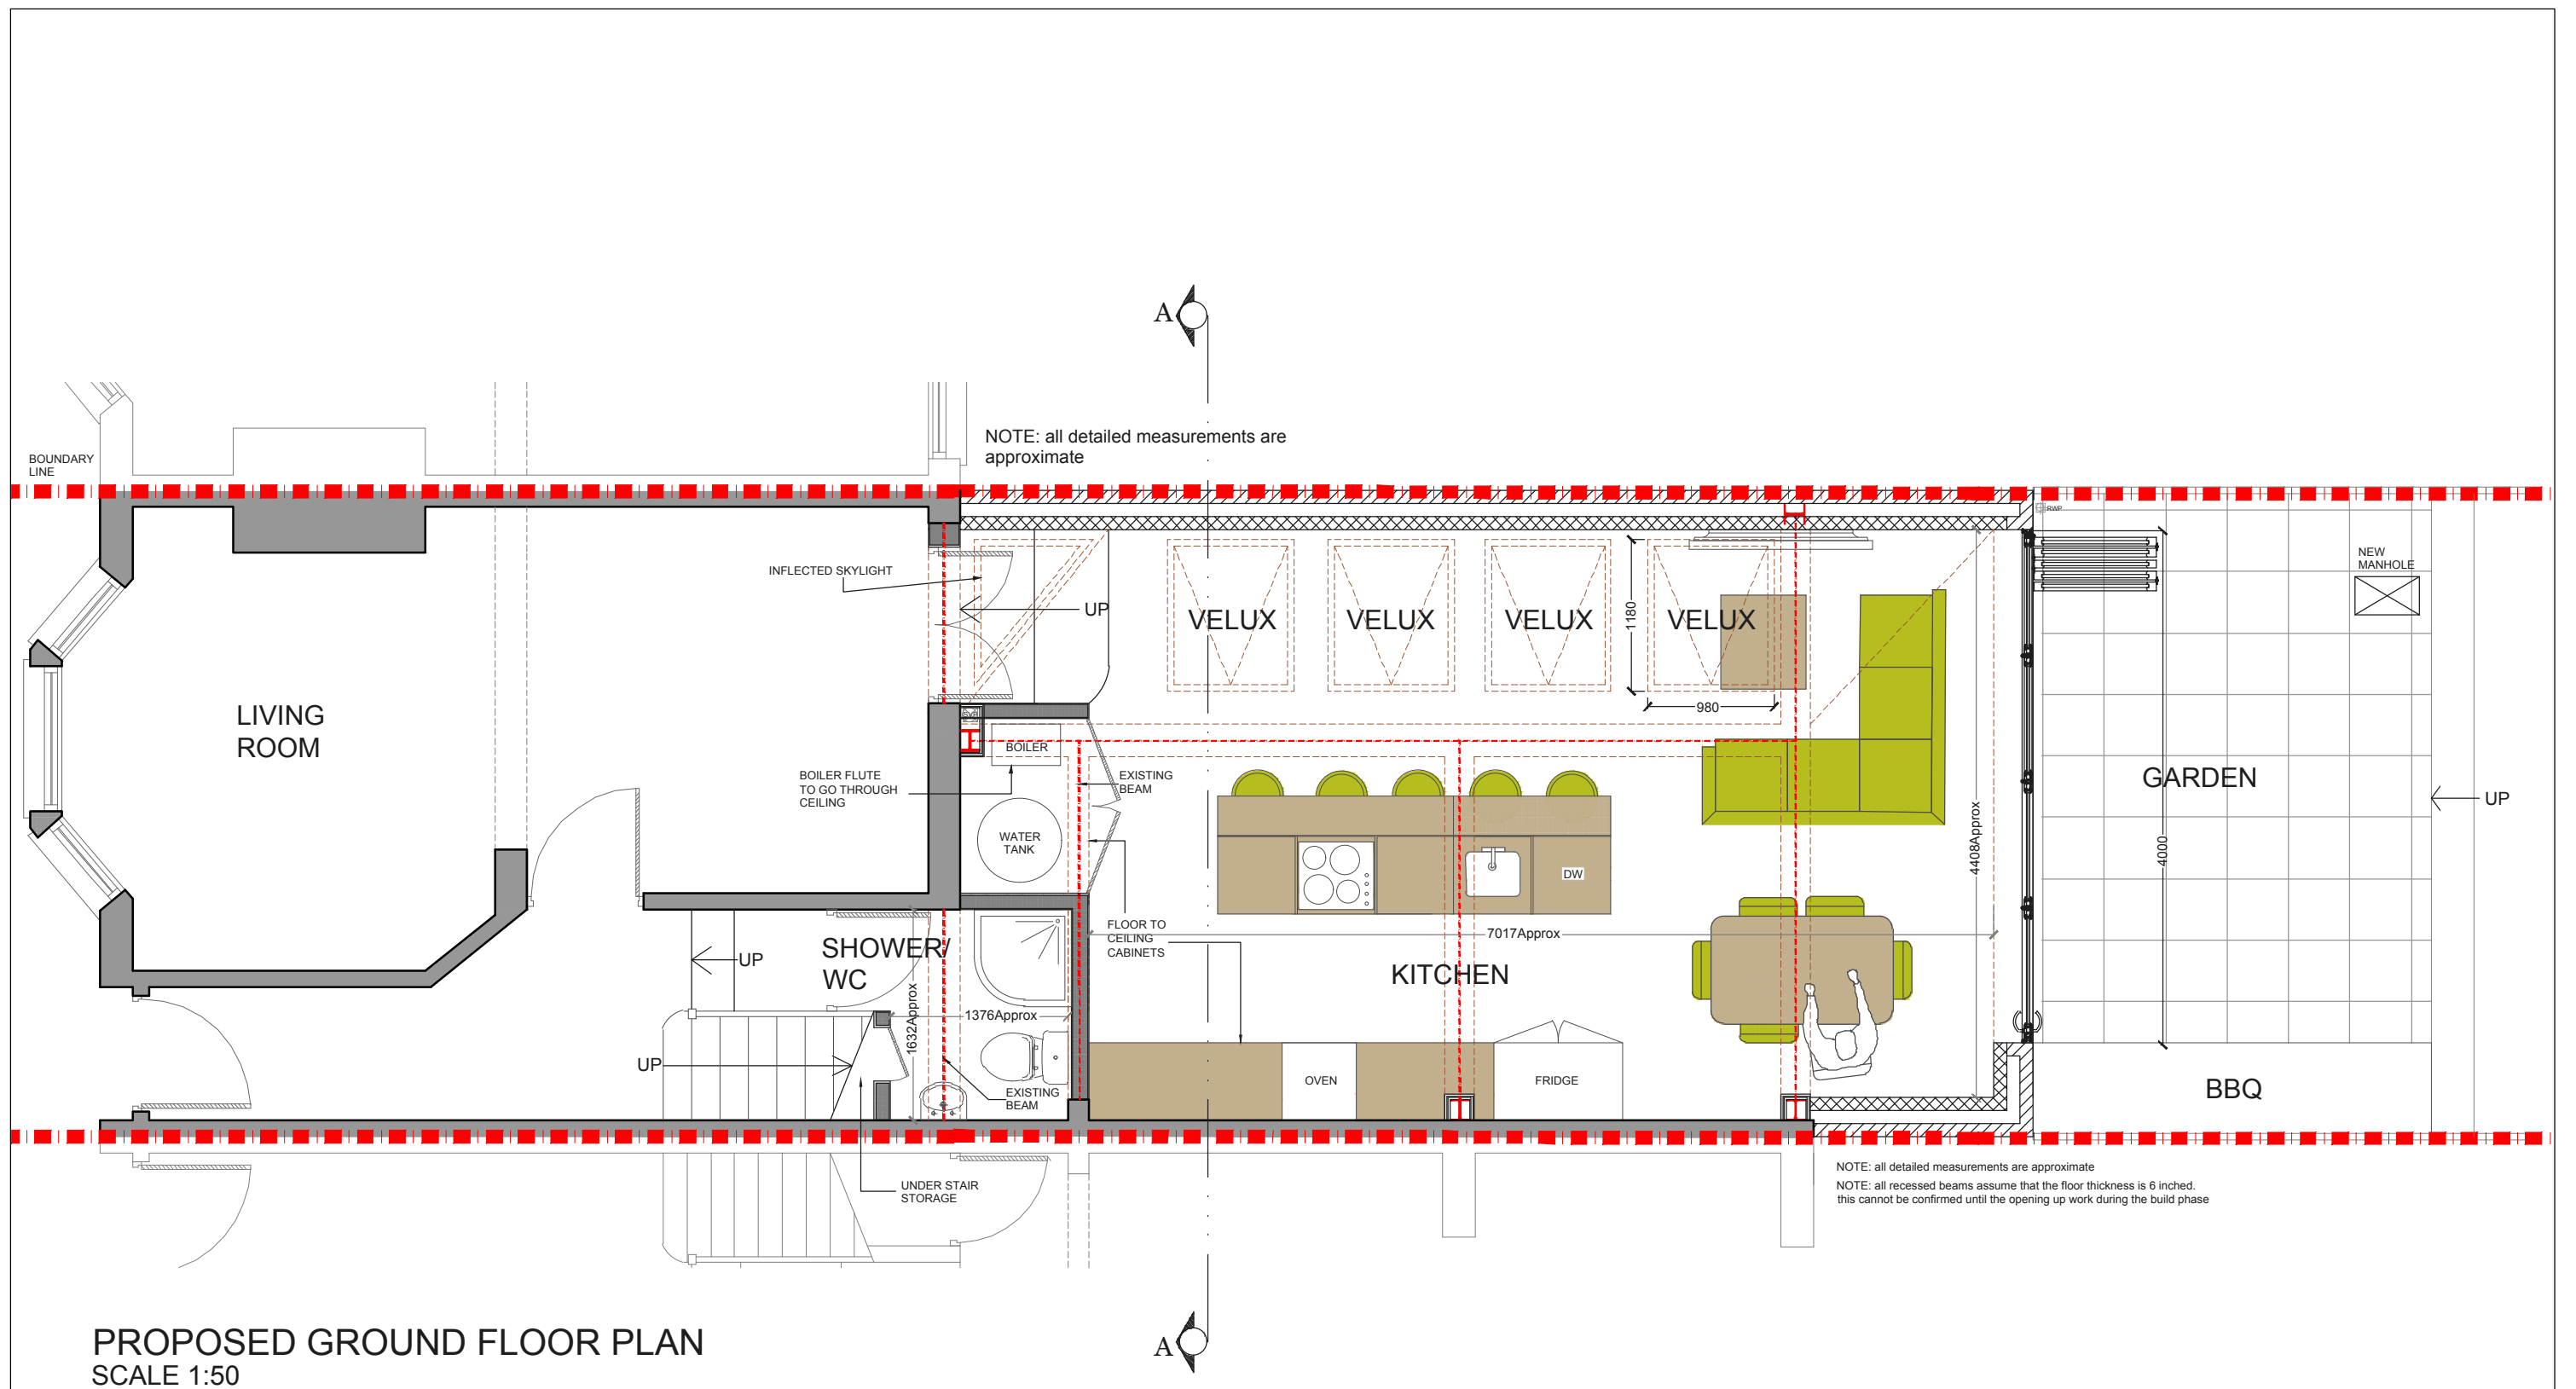 A
NOTE: all detailed measurements are
approximate
BOUNDARY
LINE
RWP
NEW
MANHOLE
INFLECTED SKYLIGHT
UP
VELUX
VELUX
VELUX
VELUX
1180
980
LIVING
ROOM
BOILER
BOILER FLUTE
TO GO THROUGH
CEILING
EXISTING
BEAM
WATER
TANK
GARDEN
UP
4000
4408Approx
DW
FLOOR TO
CEILING
CABINETS
7017Approx
KITCHEN
SHOWER/
WC
UP
1632Approx
1376Approx
UP
OVEN
FRIDGE
EXISTING
BEAM
BBQ
UNDER STAIR
STORAGE
NOTE: all detailed measurements are approximate
NOTE: all recessed beams assume that the floor thickness is 6 inched.
this cannot be confirmed until the opening up work during the build phase
A
PROPOSED GROUND FLOOR PLAN
SCALE 1:50